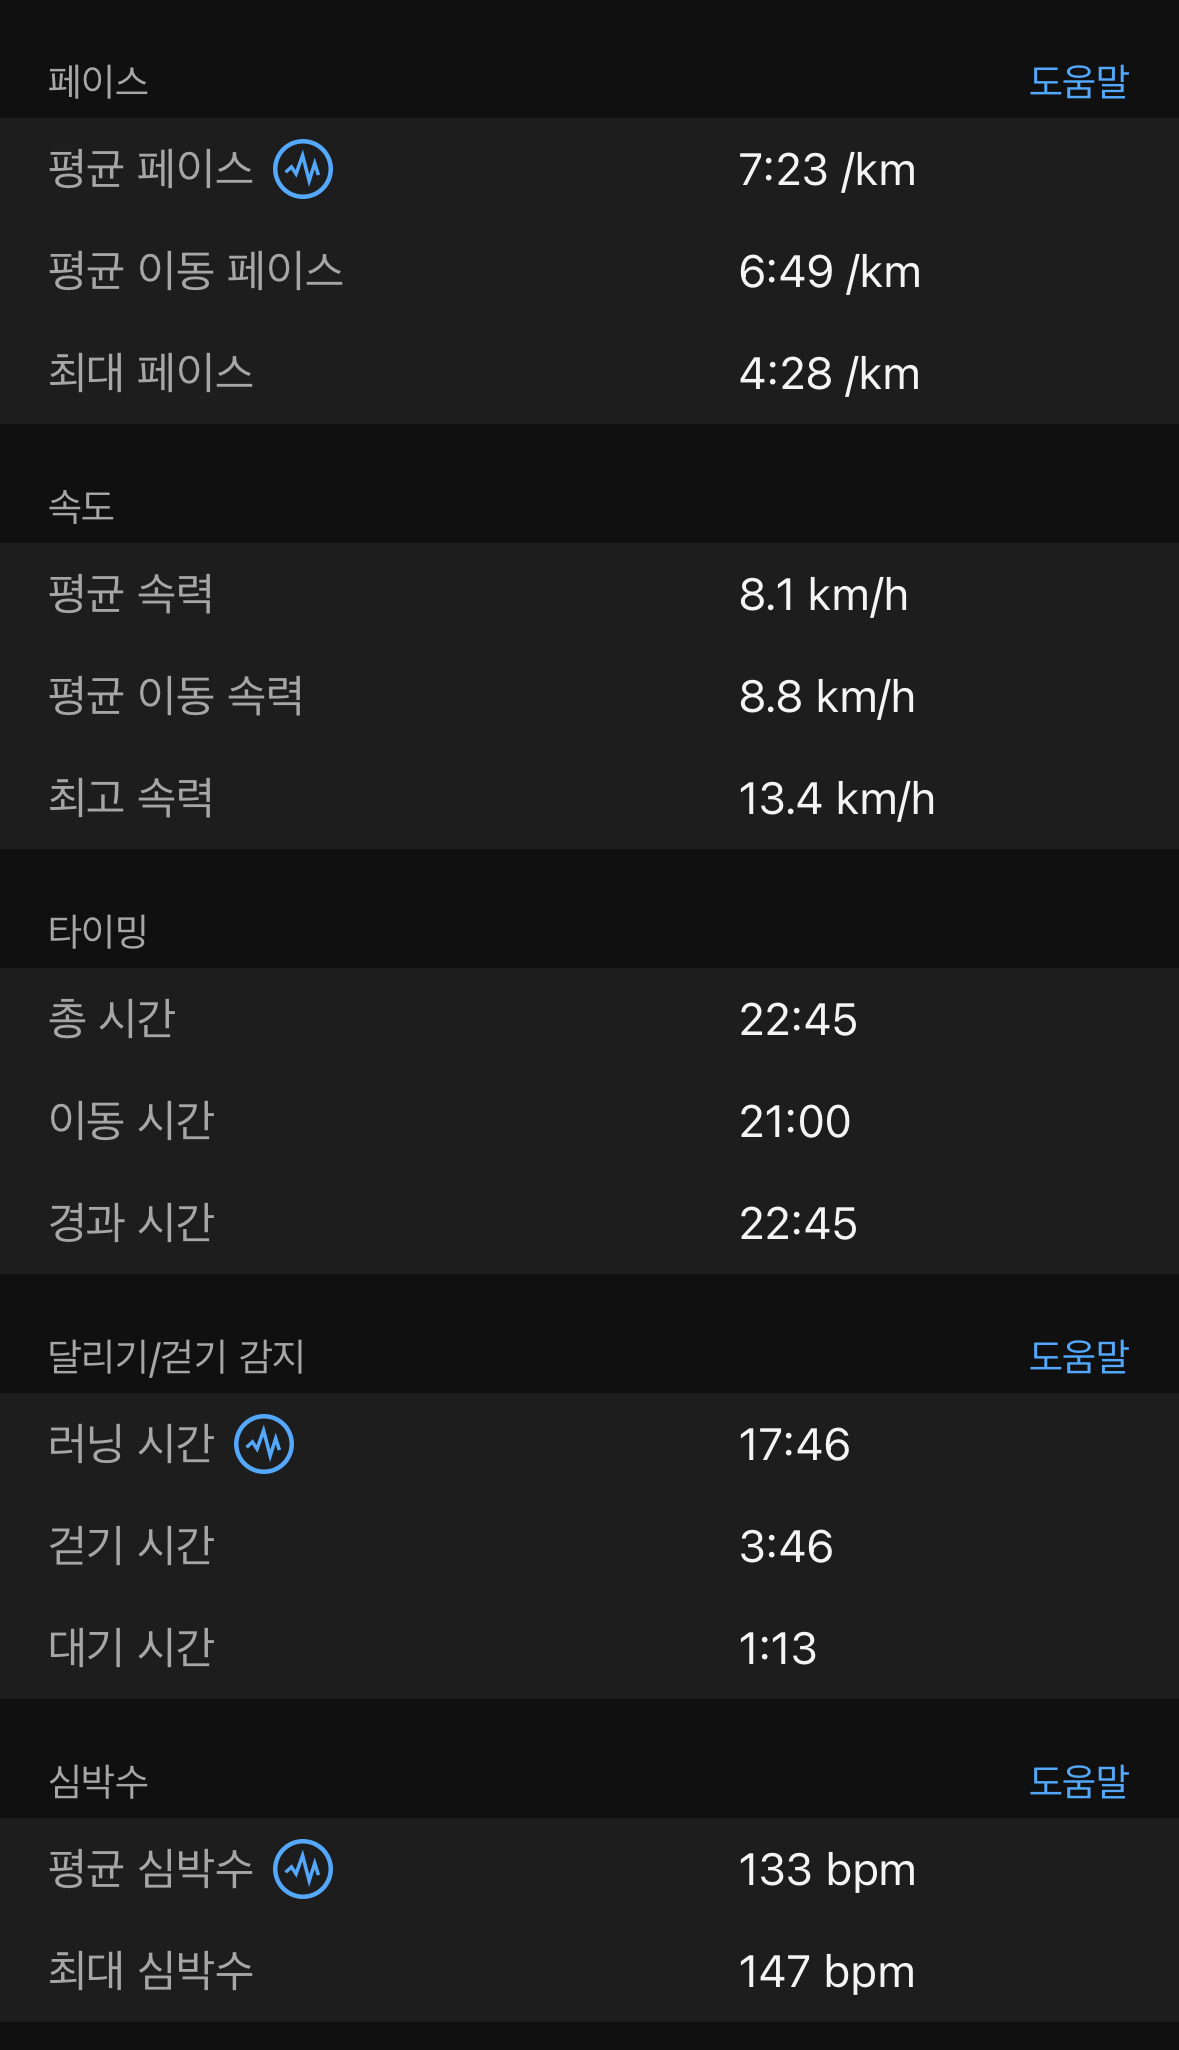 페이스 도움말
평균 페이스 7:23 /km
평균 이동 페이스 6:49 /km
최대 페이스 4:28 /km
속도
평균 속력 8.1 km/h
평균 이동 속력 8.8 km/h
최고 속력 13.4 km/h
타이밍
총 시간 22:45
이동 시간 21:00
경과 시간 22:45
달리기/걷기 감지 도움말
러닝 시간 17:46
걷기 시간 3:46
대기 시간 1:13
심박수 도움말
평균 심박수 133 bpm
최대 심박수 147 bpm